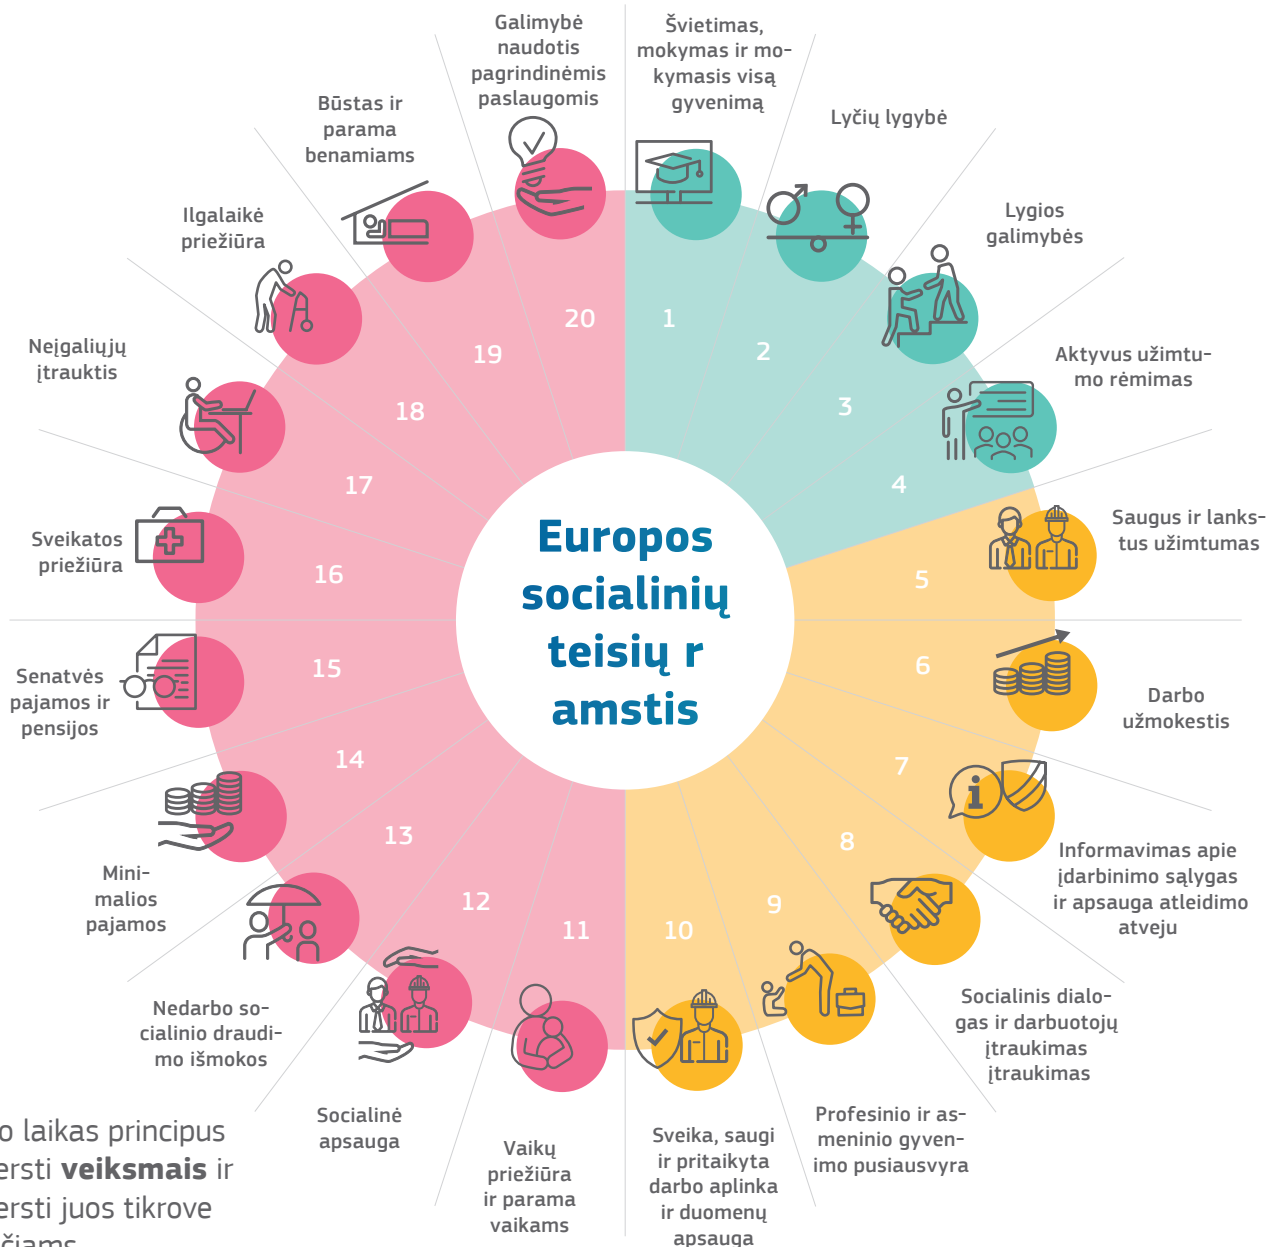 Galimybė
naudotis
pagrindinėmis
paslaugomis
Švietimas,
mokymas ir mo-
kymasis visą
gyvenimą
Lyčių lygybė
Lygios
galimybės
Aktyvus užimtu-
mo rėmimas
Saugus ir lanks-
tus užimtumas
Darbo
užmokestis
Informavimas apie
įdarbinimo sąlygas
ir apsauga atleidimo
atveju
Socialinis dialo-
gas ir darbuotojų
įtraukimas
įtraukimas
Profesinio ir as-
meninio gyven-
imo pusiausvyra
Sveika, saugi
ir pritaikyta
darbo aplinka
ir duomenų
apsauga
Vaikų
priežiūra
ir parama
vaikams
Socialinė
apsauga
Nedarbo so-
cialinio draudi-
mo išmokos
Mini-
malios
pajamos
Senatvės
pajamos ir
pensijos
Sveikatos
priežiūra
Neįgaliųjų
įtrauktis
Ilgalaikė
priežiūra
Būstas ir
parama
benamiams
1
2
3
4
5
6
7
8
9
10
11
12
13
14
15
16
17
18
19
20
i
Europos
socialinių
teisių r
amstis
o laikas principus
ersti veiksmais ir
ersti juos tikrove
čiams